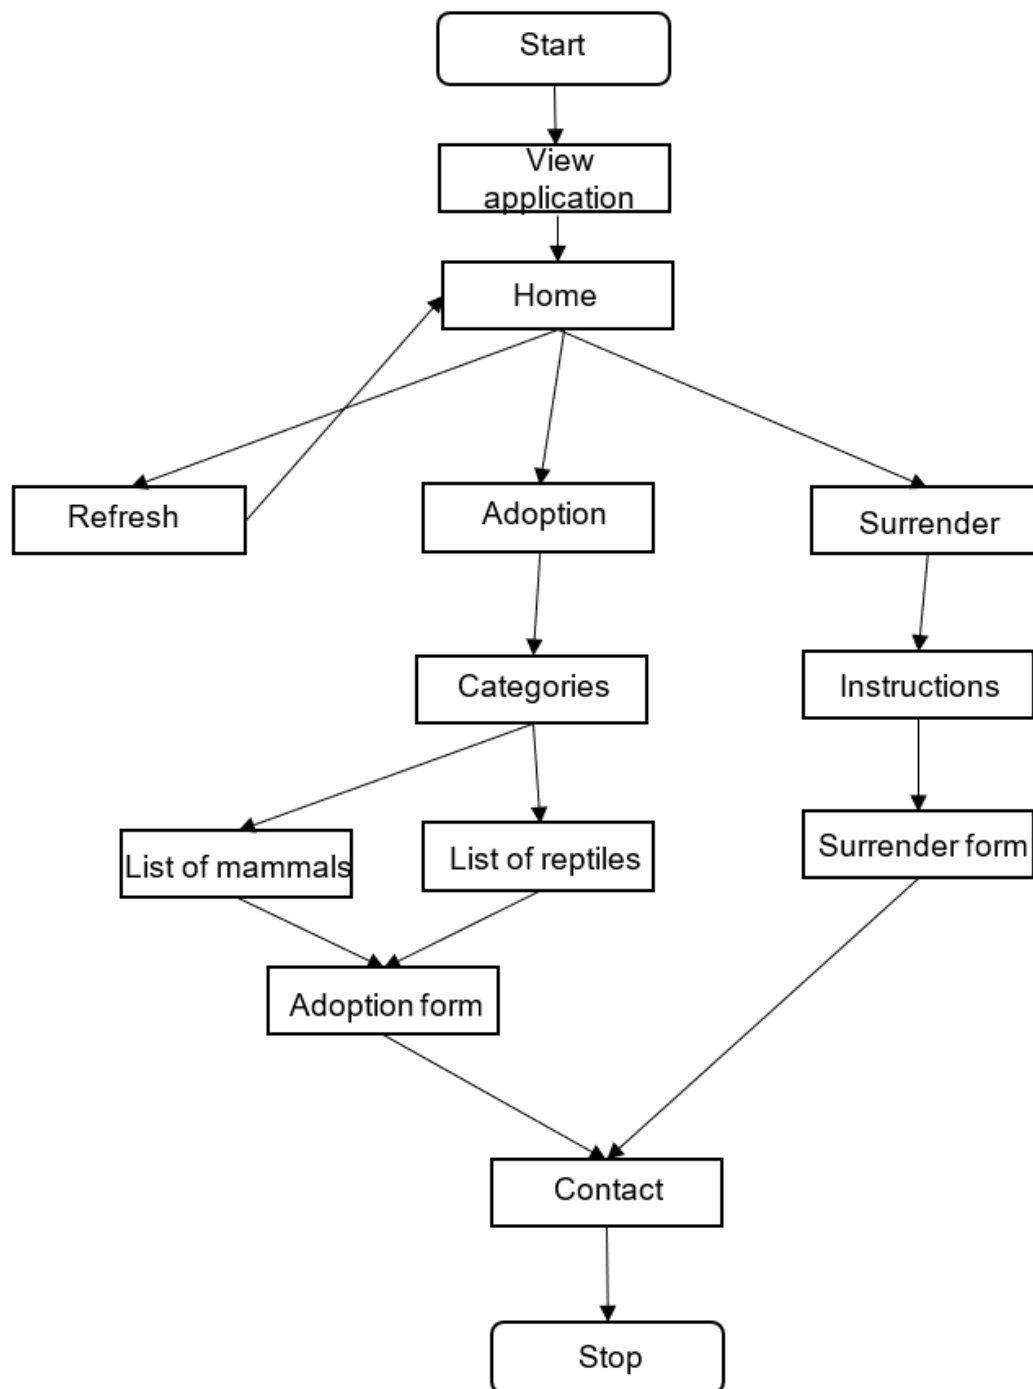 Start
View
application
Home
Refresh
Adoption
Surrender
Categories
Instructions
List of mammals
List of reptiles
Surrender form
Adoption form
Contact
Stop